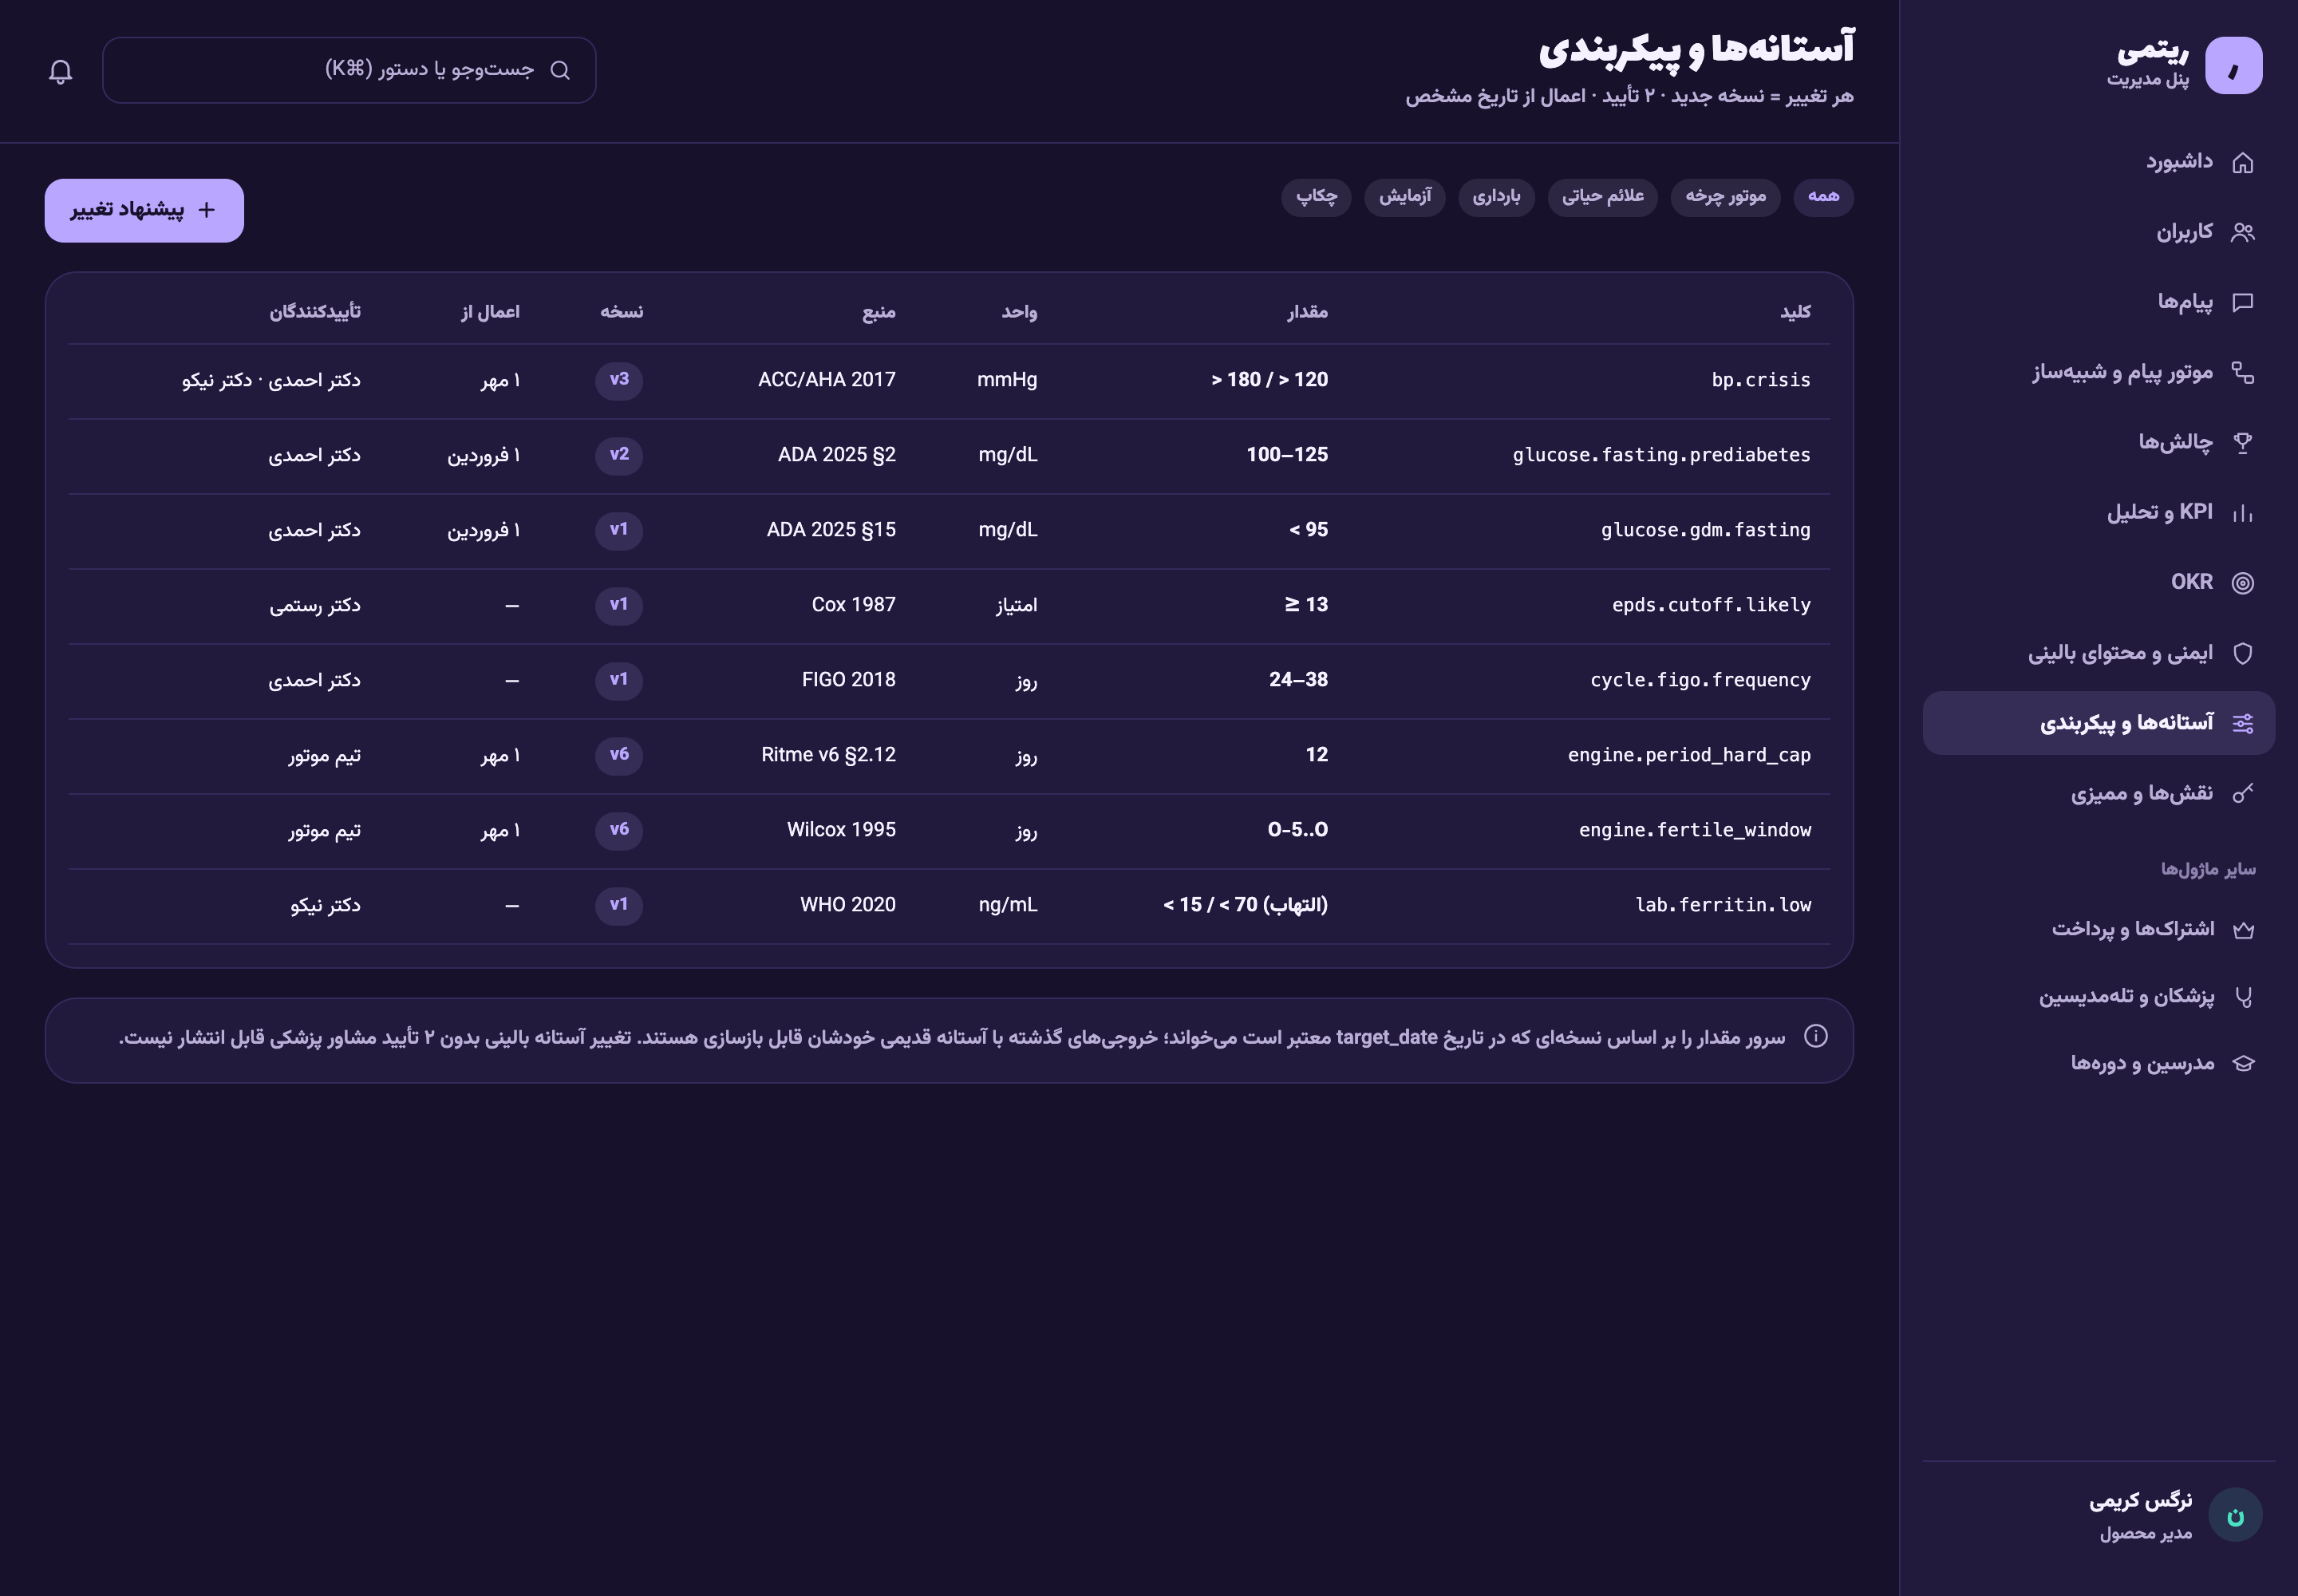 ر
ریتمی
پنل مدیریت
داشبورد
کاربران
پیام‌ها
موتور پیام و شبیه‌ساز
چالش‌ها
KPI و تحلیل
OKR
ایمنی و محتوای بالینی
آستانه‌ها و پیکربندی
نقش‌ها و ممیزی
سایر ماژول‌ها
اشتراک‌ها و پرداخت
پزشکان و تله‌مدیسین
مدرسین و دوره‌ها
ن
نرگس کریمی
مدیر محصول
آستانه‌ها و پیکربندی
هر تغییر = نسخه جدید · ۲ تأیید · اعمال از تاریخ مشخص
جست‌وجو یا دستور (⌘K)
همه موتور چرخه علائم حیاتی بارداری آزمایش چکاپ
پیشنهاد تغییر
کلید مقدار واحد منبع نسخه اعمال از تأییدکنندگان
bp.crisis > 180 / > 120 mmHg ACC/AHA 2017 v3 ۱ مهر دکتر احمدی · دکتر نیکو
glucose.fasting.prediabetes 100–125 mg/dL ADA 2025 §2 v2 ۱ فروردین دکتر احمدی
glucose.gdm.fasting < 95 mg/dL ADA 2025 §15 v1 ۱ فروردین دکتر احمدی
epds.cutoff.likely ≥ 13 امتیاز Cox 1987 v1 — دکتر رستمی
cycle.figo.frequency 24–38 روز FIGO 2018 v1 — دکتر احمدی
engine.period_hard_cap 12 روز Ritme v6 §2.12 v6 ۱ مهر تیم موتور
engine.fertile_window O-5..O روز Wilcox 1995 v6 ۱ مهر تیم موتور
lab.ferritin.low < 15 / < 70 (التهاب) ng/mL WHO 2020 v1 — دکتر نیکو
سرور مقدار را بر اساس نسخه‌ای که در تاریخ target_date معتبر است می‌خواند؛ خروجی‌های گذشته با آستانه قدیمی خودشان قابل بازسازی هستند. تغییر آستانه بالینی بدون ۲ تأیید مشاور پزشکی قابل انتشار نیست.